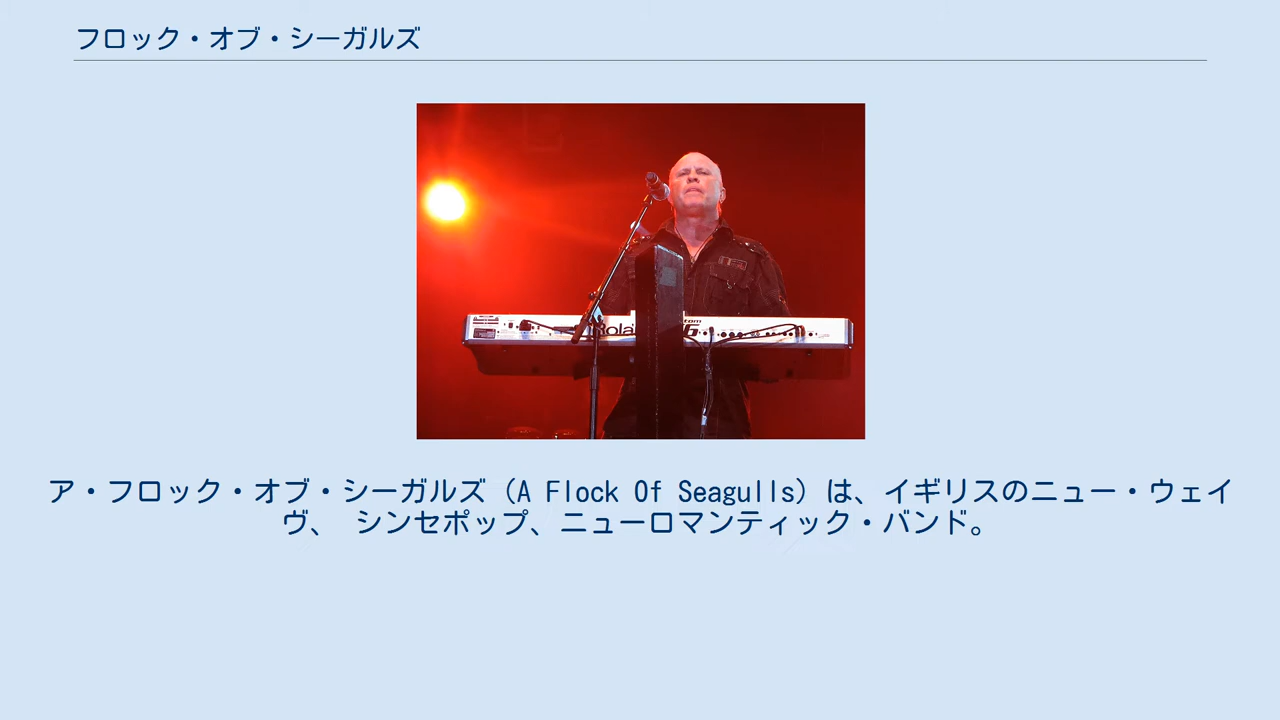 フロック・オブ・シーガルズ
ア・フロック・オブ・シーガルズ（A Flock Of Seagulls）は、イギリスのニュー・ウェイ
ヴ、 シンセポップ、ニューロマンティック・バンド。